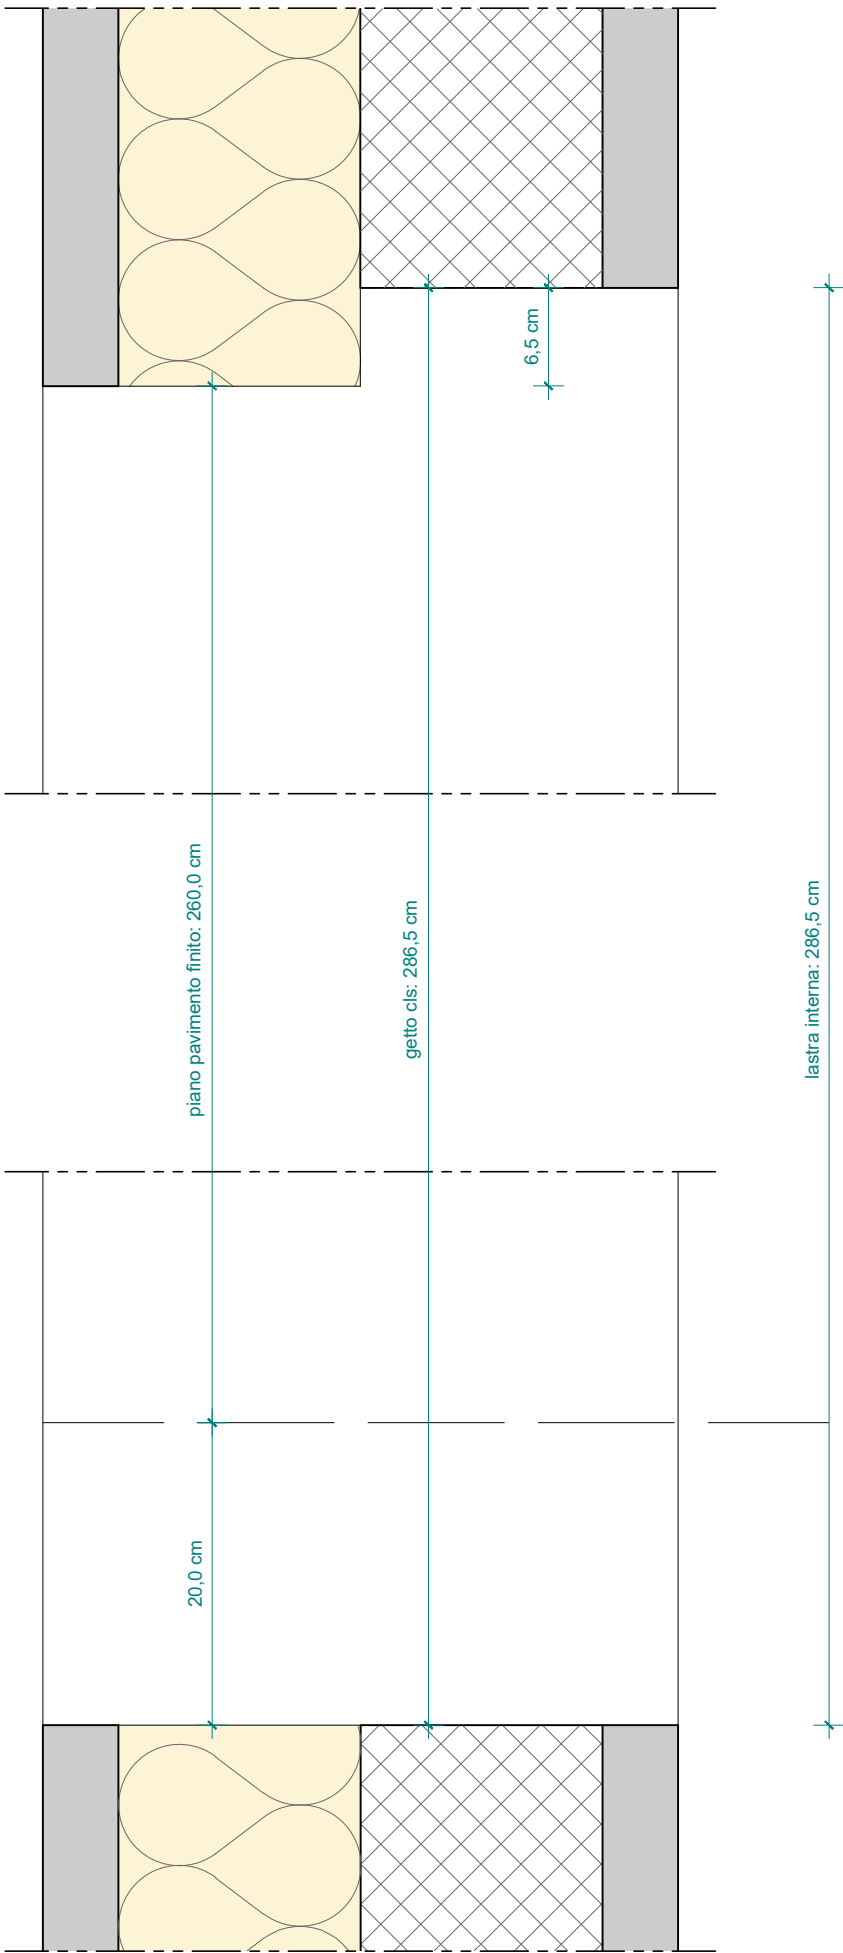 6,5 cm
piano pavimento finito: 260,0 cm
getto cls: 286,5 cm
lastra interna: 286,5 cm
20,0 cm